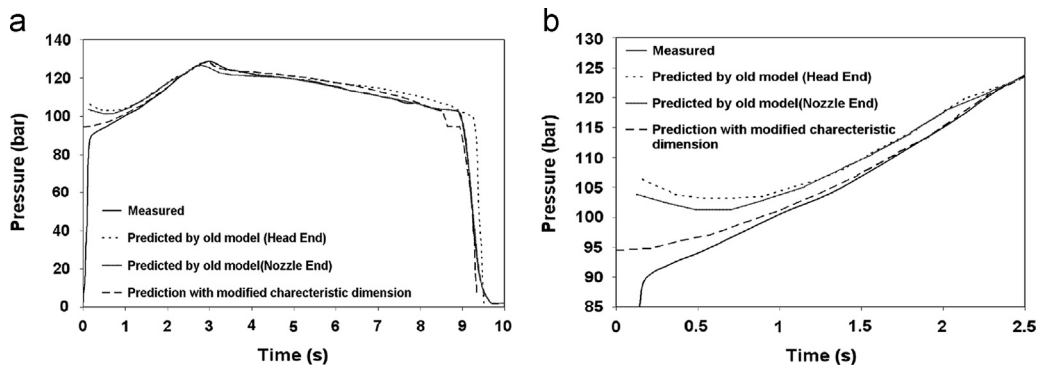 a
140
120
100
80
60
40
20
0
Pressure (bar)
Measured
Predicted by old model (Head End)
Predicted by old model(Nozzle End)
Prediction with modified charecteristic dimension
0 1 2 3 4 5 6 7 8 9 10
Time (s)
b
130
125
120
115
110
105
100
95
90
85
Pressure (bar)
Measured
Predicted by old model (Head End)
Predicted by old model(Nozzle End)
Prediction with modified charecteristic
dimension
0 0.5 1 1.5 2 2.5
Time (s)